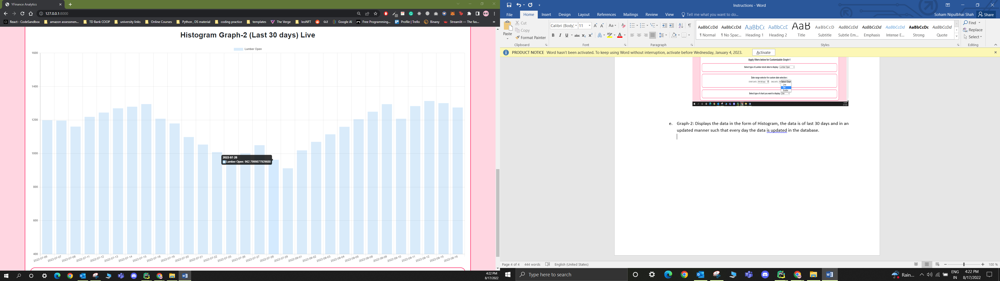 YFinance Analytics
127.0.0.1:8000
React - CodeSandbox amazon assessmen... TD Bank COOP university links Online Courses Python , DS material coding practice templates The Verge leoNFT QZ Google AI Free Programming... Profile | Trello Binany Streamlit — The fas... »
Histogram Graph-2 (Last 30 days) Live
Lumber Open
1600
1400
1200
1000
800
600
400
2022-07-28
Lumber Open: 962.7999877929688
2022-07-06 2022-07-07 2022-07-08 2022-07-11 2022-07-12 2022-07-13 2022-07-14 2022-07-15 2022-07-18 2022-07-19 2022-07-20 2022-07-21 2022-07-22 2022-07-25 2022-07-26 2022-07-27 2022-07-28 2022-07-29 2022-08-01 2022-08-02 2022-08-03 2022-08-04 2022-08-05 2022-08-08 2022-08-09 2022-08-10 2022-08-11 2022-08-12 2022-08-15 2022-08-16
4:22 PM
8/17/2022
Instructions - Word
File Home Insert Design Layout References Mailings Review View Tell me what you want to do...
Soham Nipulbhai Shah Share
Paste
Cut
Copy
Format Painter
Clipboard
Calibri (Body) 11
Font
Paragraph
AaBbCcDd AaBbCcDd AaBbC( AaBbCcE AaB AaBbCcD AaBbCcDd AaBbCcDd AaBbCcDd AaBbCcDc AaBbCcDd
¶ Normal ¶ No Spac... Heading 1 Heading 2 Title Subtitle Subtle Em... Emphasis Intense E... Strong Quote
Styles
Find
Replace
Select
Editing
PRODUCT NOTICE Word hasn't been activated. To keep using Word without interruption, activate before Wednesday, January 4, 2023. Activate
Apply filters below for Customizable Graph-1
Select type of Lumber stock data to display : Lumber Open
Date range selector for custom date selection :
START-DATE END DATE Select Chart
Line
Bar
Scatter
Select type of chart you want to display: Line
e. Graph-2: Displays the data in the form of Histogram, the data is of last 30 days and in an
updated manner such that every day the data is updated in the database.
Page 4 of 4 444 words English (United States)
100 %
Type here to search
Rain...
ENG
IN
4:22 PM
8/17/2022